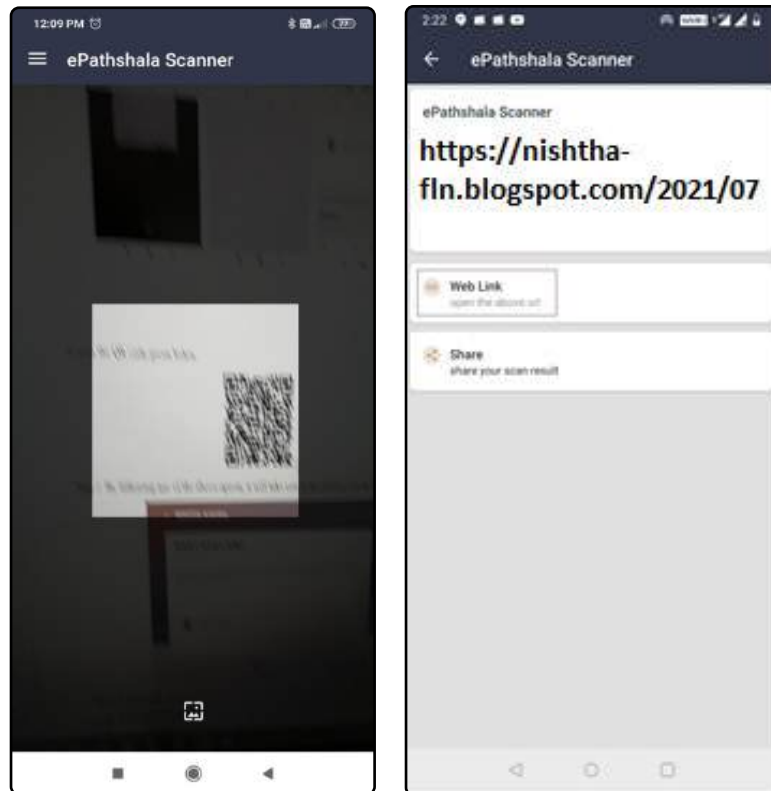 12:09 PM
ePathshala Scanner
2:22
ePathshala Scanner
ePathshala Scanner
https://nishtha-
fln.blogspot.com/2021/07
Web Link
open the above url
Share
share your scan result